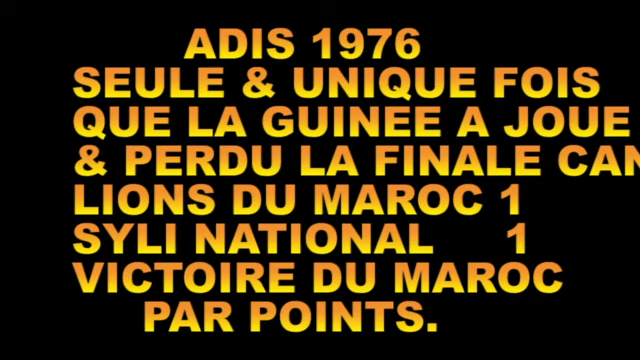 ADIS 1976
SEULE & UNIQUE FOIS
QUE LA GUINEE A JOUE
& PERDU LA FINALE CAN
LIONS DU MAROC 1
SYLI NATIONAL 1
VICTOIRE DU MAROC
PAR POINTS.